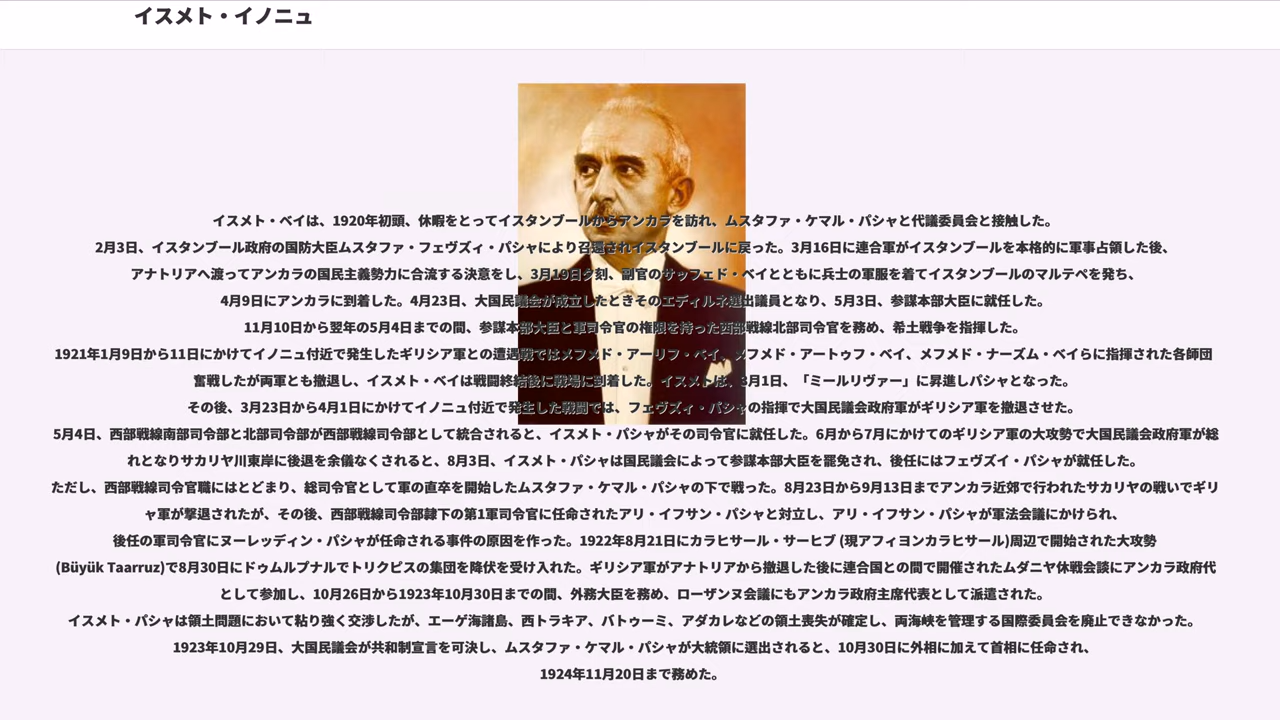 イスメト・イノニュ
イスメト・ベイは、1920年初頭、休暇をとってイスタンブールからアンカラを訪れ、ムスタファ・ケマル・パシャと代議委員会と接触した。
2月3日、イスタンブール政府の国防大臣ムスタファ・フェヴズィ・パシャにより召還されイスタンブールに戻った。3月16日に連合軍がイスタンブールを本格的に軍事占領した後、
アナトリアへ渡ってアンカラの国民主義勢力に合流する決意をし、3月19日夕刻、副官のサッフェド・ベイとともに兵士の軍服を着てイスタンブールのマルテペを発ち、
4月9日にアンカラに到着した。4月23日、大国民議会が成立したときそのエディルネ選出議員となり、5月3日、参謀本部大臣に就任した。
11月10日から翌年の5月4日までの間、参謀本部大臣と軍司令官の権限を持った西部戦線北部司令官を務め、希土戦争を指揮した。
1921年1月9日から11日にかけてイノニュ付近で発生したギリシア軍との遭遇戦ではメフメド・アーリフ・ベイ、メフメド・アートゥフ・ベイ、メフメド・ナーズム・ベイらに指揮された各師団
奮戦したが両軍とも撤退し、イスメト・ベイは戦闘終結後に戦場に到着した。イスメトは、3月1日、「ミールリヴァー」に昇進しパシャとなった。
その後、3月23日から4月1日にかけてイノニュ付近で発生した戦闘では、フェヴズィ・パシャの指揮で大国民議会政府軍がギリシア軍を撤退させた。
5月4日、西部戦線南部司令部と北部司令部が西部戦線司令部として統合されると、イスメト・パシャがその司令官に就任した。6月から7月にかけてのギリシア軍の大攻勢で大国民議会政府軍が総
れとなりサカリヤ川東岸に後退を余儀なくされると、8月3日、イスメト・パシャは国民議会によって参謀本部大臣を罷免され、後任にはフェヴズイ・パシャが就任した。
ただし、西部戦線司令官職にはとどまり、総司令官として軍の直卒を開始したムスタファ・ケマル・パシャの下で戦った。8月23日から9月13日までアンカラ近郊で行われたサカリヤの戦いでギリ
ャ軍が撃退されたが、その後、西部戦線司令部隷下の第1軍司令官に任命されたアリ・イフサン・パシャと対立し、アリ・イフサン・パシャが軍法会議にかけられ、
後任の軍司令官にヌーレッディン・パシャが任命される事件の原因を作った。1922年8月21日にカラヒサール・サーヒブ (現アフィヨンカラヒサール)周辺で開始された大攻勢
(Büyük Taarruz)で8月30日にドゥムルプナルでトリクピスの集団を降伏を受け入れた。ギリシア軍がアナトリアから撤退した後に連合国との間で開催されたムダニヤ休戦会談にアンカラ政府代
として参加し、10月26日から1923年10月30日までの間、外務大臣を務め、ローザンヌ会議にもアンカラ政府主席代表として派遣された。
イスメト・パシャは領土問題において粘り強く交渉したが、エーゲ海諸島、西トラキア、バトゥーミ、アダカレなどの領土喪失が確定し、両海峡を管理する国際委員会を廃止できなかった。
1923年10月29日、大国民議会が共和制宣言を可決し、ムスタファ・ケマル・パシャが大統領に選出されると、10月30日に外相に加えて首相に任命され、
1924年11月20日まで務めた。